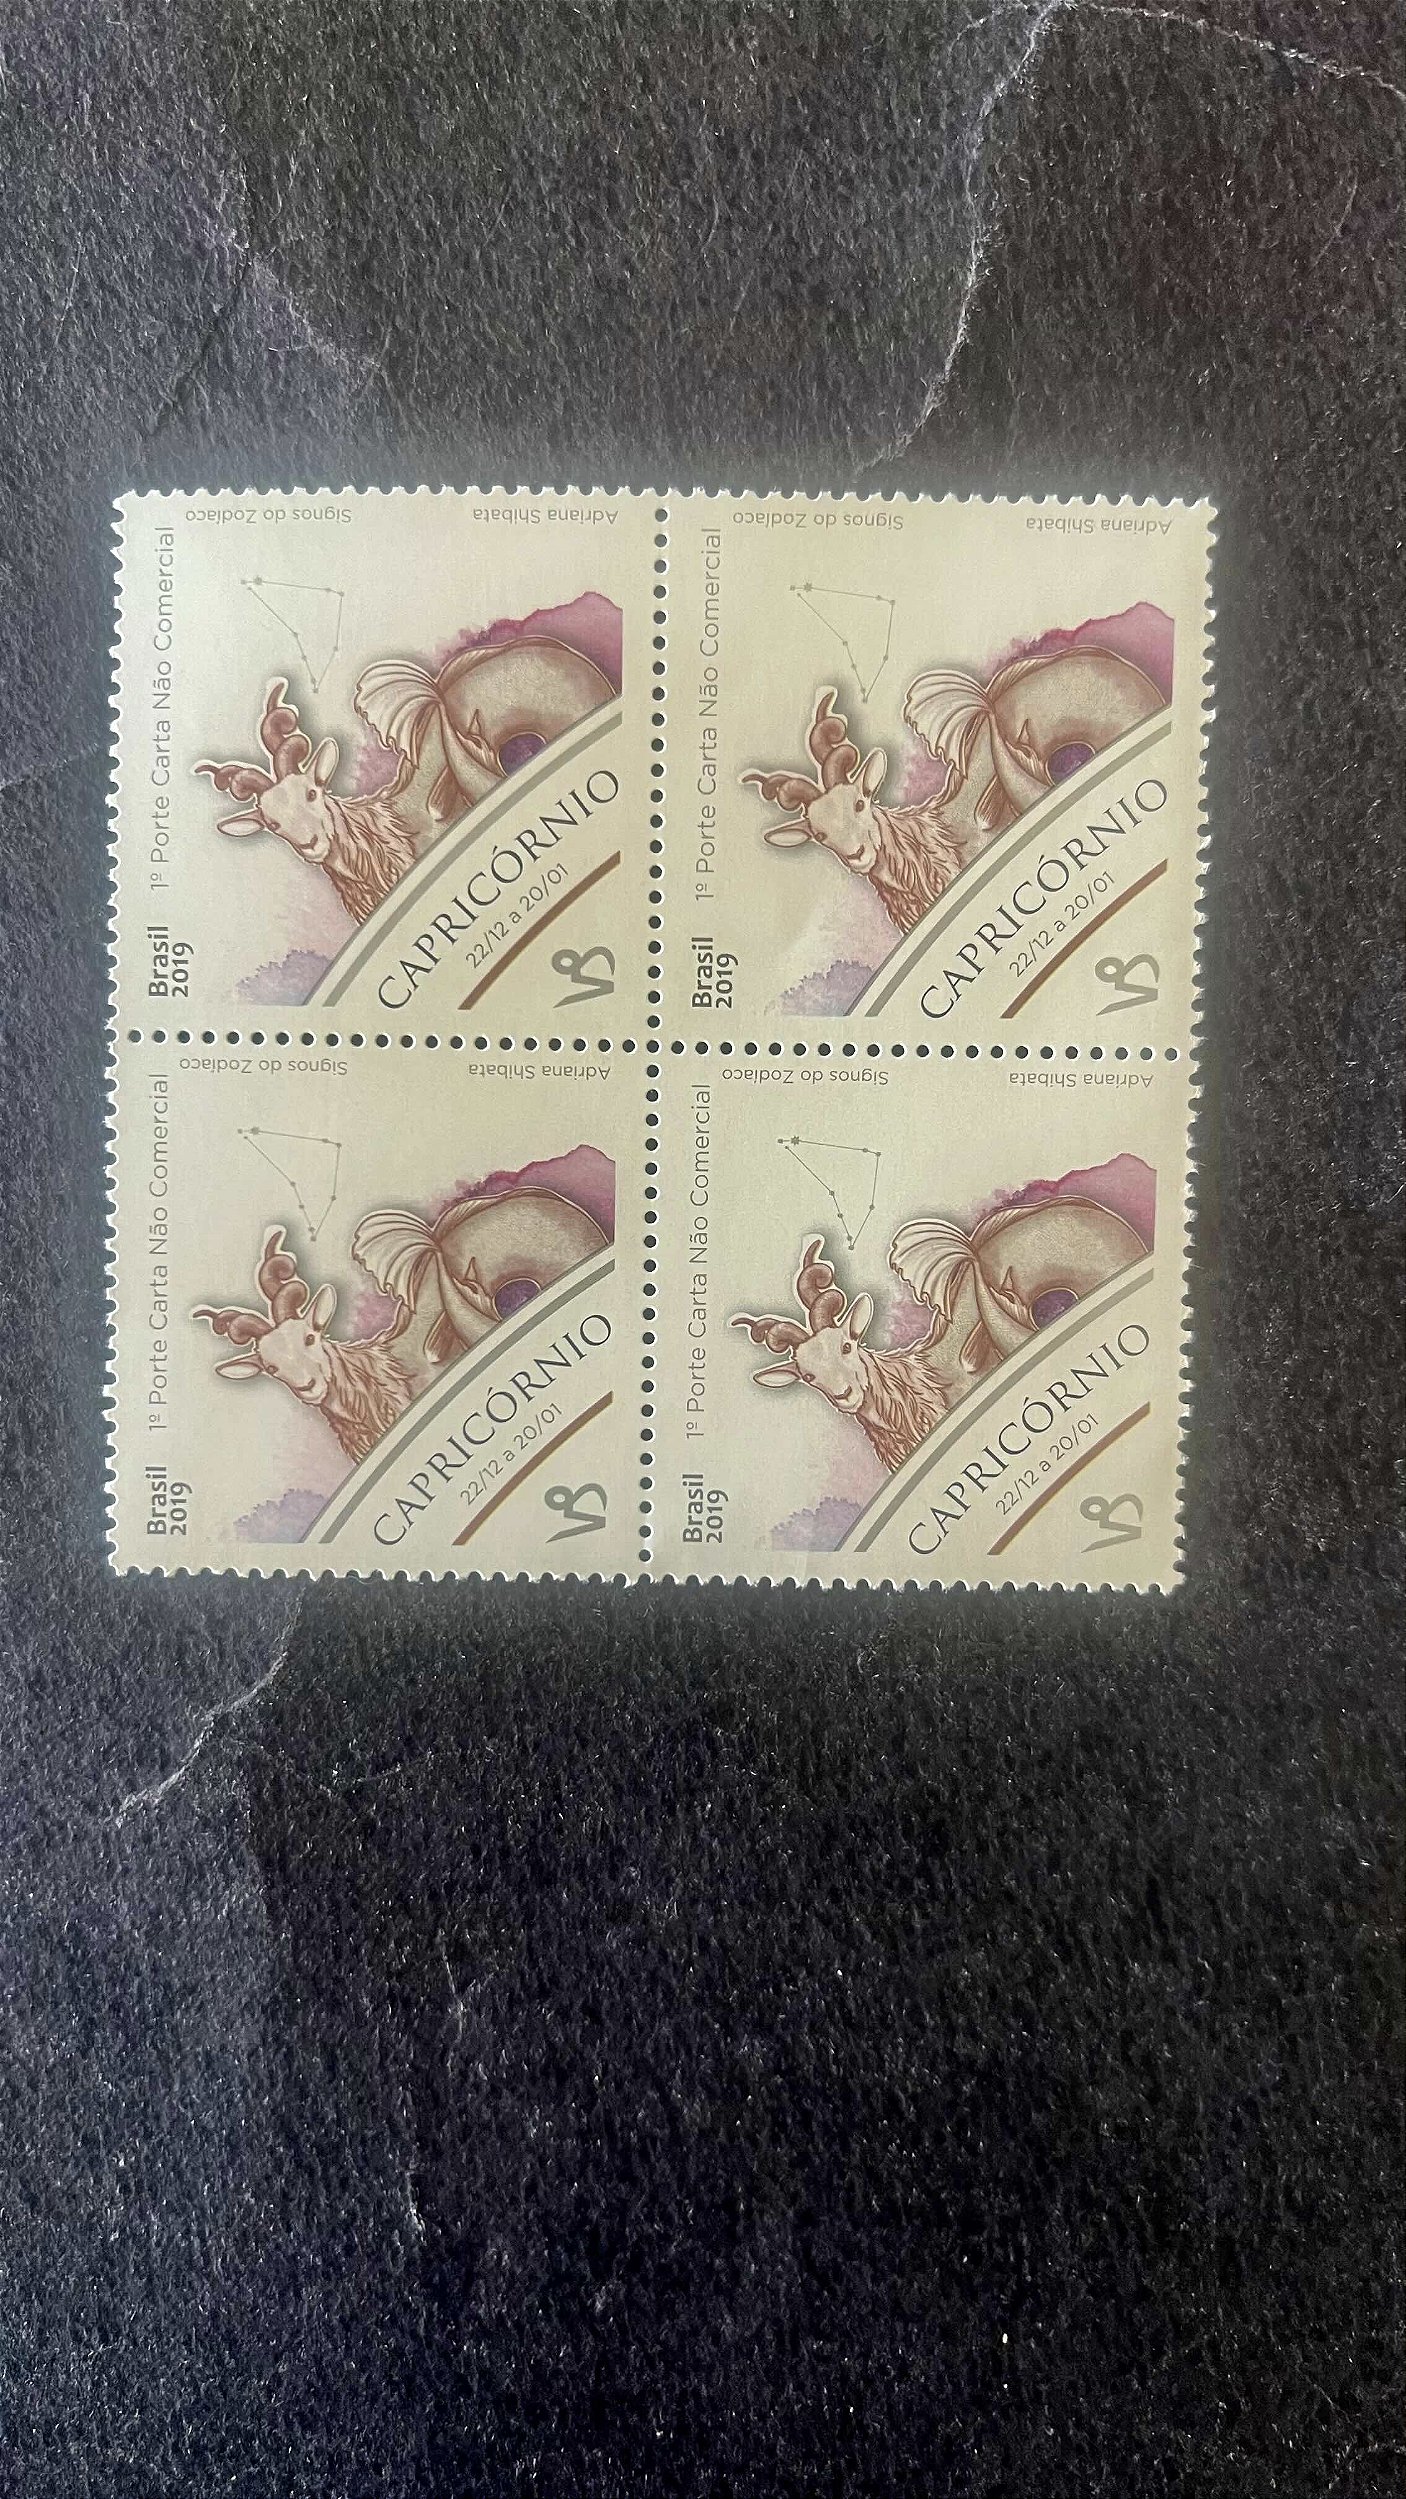 Signos do Zodíaco
Adriana Shibata
1º Porte Carta Não Comercial
Brasil
2019
CAPRICÓRNIO
22/12 a 20/01
Signos do Zodíaco
Adriana Shibata
1º Porte Carta Não Comercial
Brasil
2019
CAPRICÓRNIO
22/12 a 20/01
Signos do Zodíaco
Adriana Shibata
1º Porte Carta Não Comercial
Brasil
2019
CAPRICÓRNIO
22/12 a 20/01
Signos do Zodíaco
Adriana Shibata
1º Porte Carta Não Comercial
Brasil
2019
CAPRICÓRNIO
22/12 a 20/01